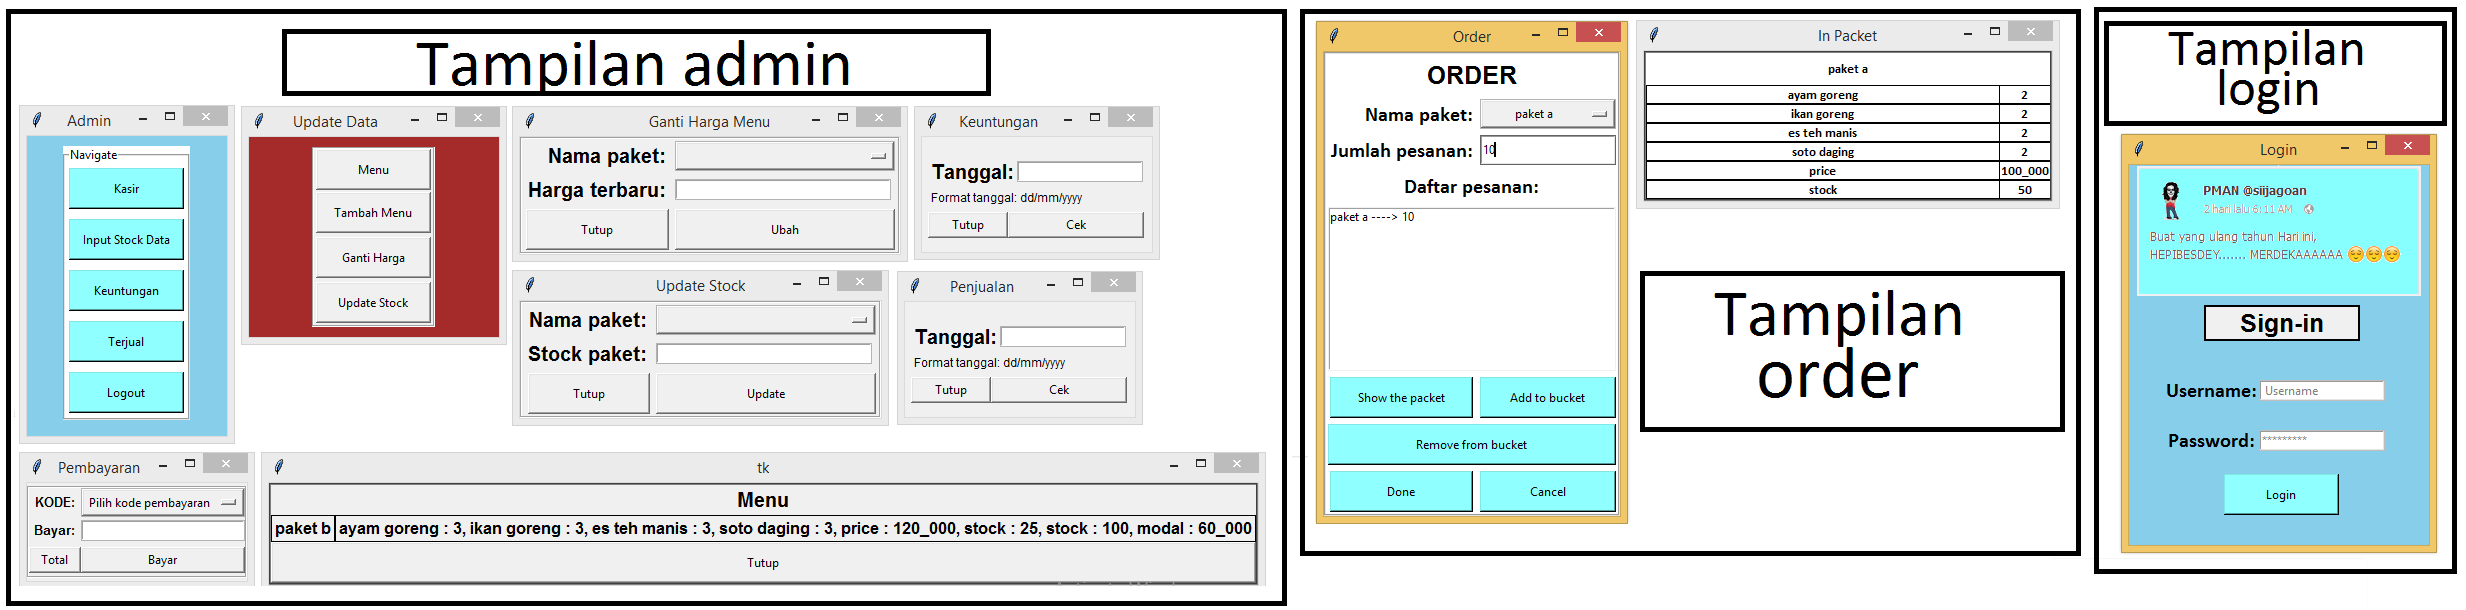 Tampilan admin
Admin
Navigate
Kasir
Input Stock Data
Keuntungan
Terjual
Logout
Update Data
Menu
Tambah Menu
Ganti Harga
Update Stock
Ganti Harga Menu
Nama paket:
Harga terbaru:
Tutup
Ubah
Keuntungan
Tanggal:
Format tanggal: dd/mm/yyyy
Tutup
Cek
Update Stock
Nama paket:
Stock paket:
Tutup
Update
Penjualan
Tanggal:
Format tanggal: dd/mm/yyyy
Tutup
Cek
Pembayaran
KODE: Pilih kode pembayaran
Bayar:
Total
Bayar
tk
Menu
paket b ayam goreng : 3, ikan goreng : 3, es teh manis : 3, soto daging : 3, price : 120_000, stock : 25, stock : 100, modal : 60_000
Tutup
Order
ORDER
Nama paket: paket a
Jumlah pesanan: 10
Daftar pesanan:
paket a ----> 10
Show the packet
Add to bucket
Remove from bucket
Done
Cancel
In Packet
paket a
ayam goreng 2
ikan goreng 2
es teh manis 2
soto daging 2
price 100_000
stock 50
Tampilan
order
Tampilan
login
Login
PMAN @siijagoan
2 hari lalu 6:11 AM
Buat yang ulang tahun Hari ini,
HEPIBESDEY....... MERDEKAAAAAA 😌😌😌
Sign-in
Username: Username
Password: *********
Login